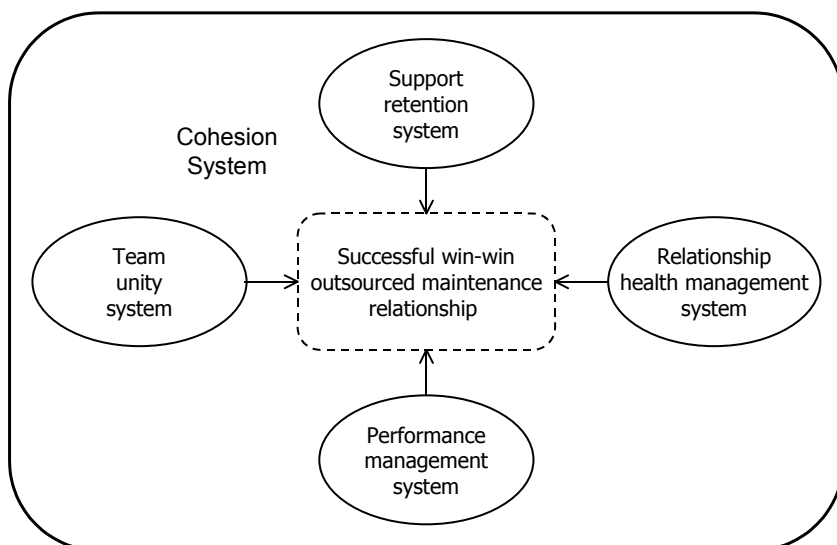 Support
retention
system
Cohesion
System
Team
unity
system
Successful win-win
outsourced maintenance
relationship
Relationship
health management
system
Performance
management
system